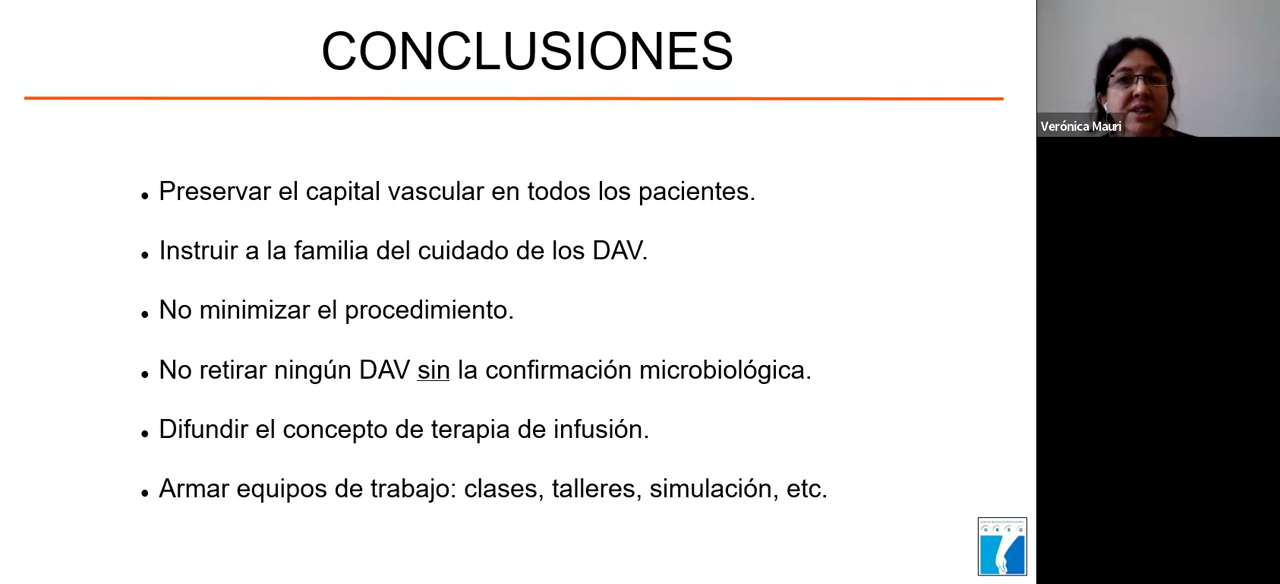 CONCLUSIONES
Verónica Mauri
• Preservar el capital vascular en todos los pacientes.
• Instruir a la familia del cuidado de los DAV.
• No minimizar el procedimiento.
• No retirar ningún DAV sin la confirmación microbiológica.
• Difundir el concepto de terapia de infusión.
• Armar equipos de trabajo: clases, talleres, simulación, etc.